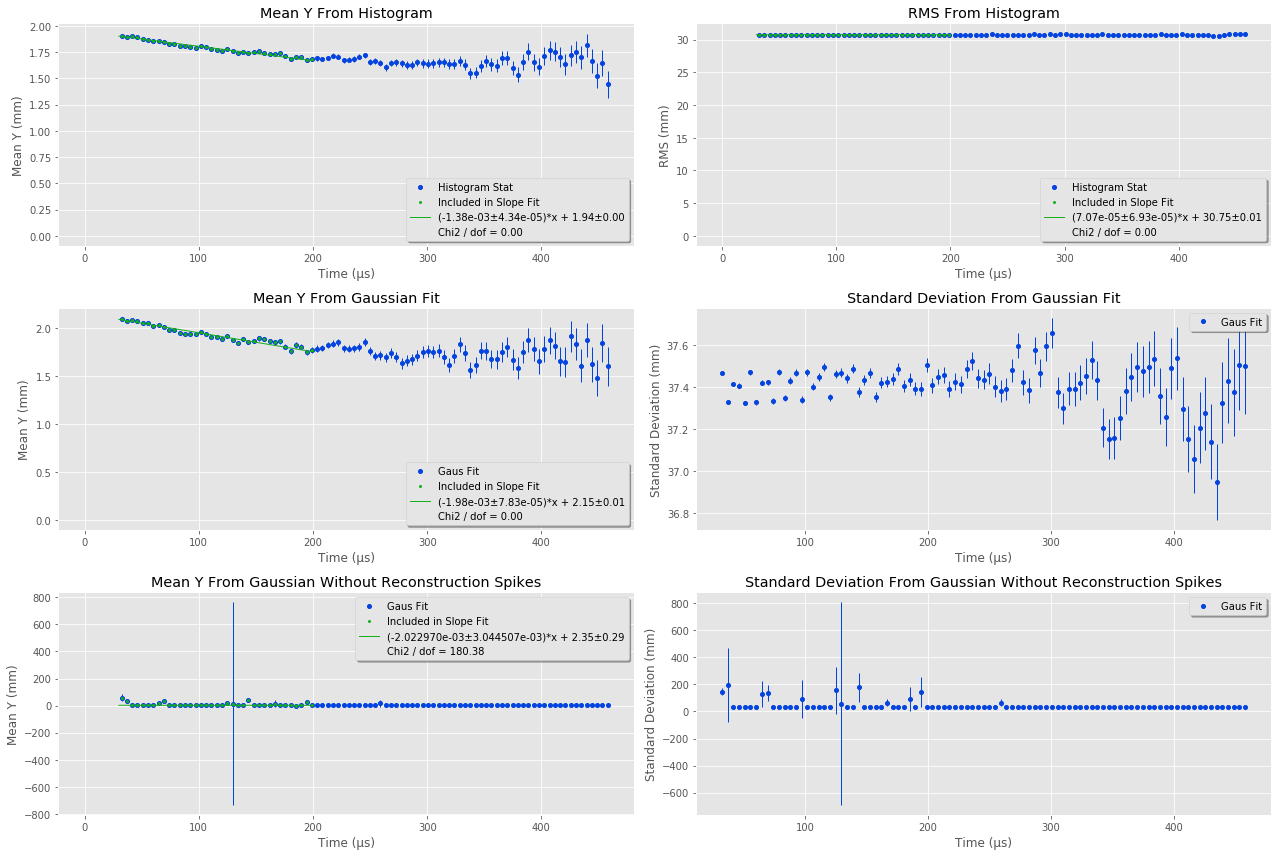 Mean Y From Histogram
2.00
1.75
1.50
1.25
1.00
0.75
0.50
0.25
0.00
Mean Y (mm)
Histogram Stat
Included in Slope Fit
(-1.38e-03±4.34e-05)*x + 1.94±0.00
Chi2 / dof = 0.00
0 100 200 300 400
Time (μs)
RMS From Histogram
30
25
20
15
10
5
0
RMS (mm)
Histogram Stat
Included in Slope Fit
(7.07e-05±6.93e-05)*x + 30.75±0.01
Chi2 / dof = 0.00
0 100 200 300 400
Time (μs)
Mean Y From Gaussian Fit
2.0
1.5
1.0
0.5
0.0
Mean Y (mm)
Gaus Fit
Included in Slope Fit
(-1.98e-03±7.83e-05)*x + 2.15±0.01
Chi2 / dof = 0.00
0 100 200 300 400
Time (μs)
Standard Deviation From Gaussian Fit
37.6
37.4
37.2
37.0
36.8
Standard Deviation (mm)
Gaus Fit
100 200 300 400
Time (μs)
Mean Y From Gaussian Without Reconstruction Spikes
800
600
400
200
0
−200
−400
−600
−800
Mean Y (mm)
Gaus Fit
Included in Slope Fit
(-2.022970e-03±3.044507e-03)*x + 2.35±0.29
Chi2 / dof = 180.38
0 100 200 300 400
Time (μs)
Standard Deviation From Gaussian Without Reconstruction Spikes
800
600
400
200
0
−200
−400
−600
Standard Deviation (mm)
Gaus Fit
100 200 300 400
Time (μs)